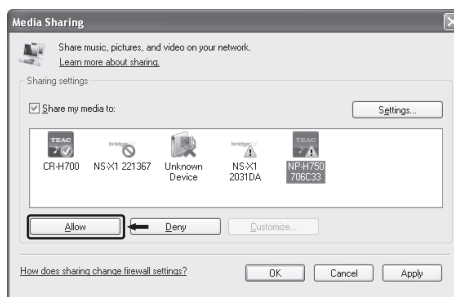 Media Sharing
Share music, pictures, and video on your network.
Learn more about sharing.
Sharing settings
Share my media to:
Settings...
TEAC
bridge
bridge
TEAC
CR-H700
NS-X1 221367
Unknown Device
NS-X1 2031DA
NP-H750 706C33
Allow
Deny
Customize...
How does sharing change firewall settings?
OK
Cancel
Apply